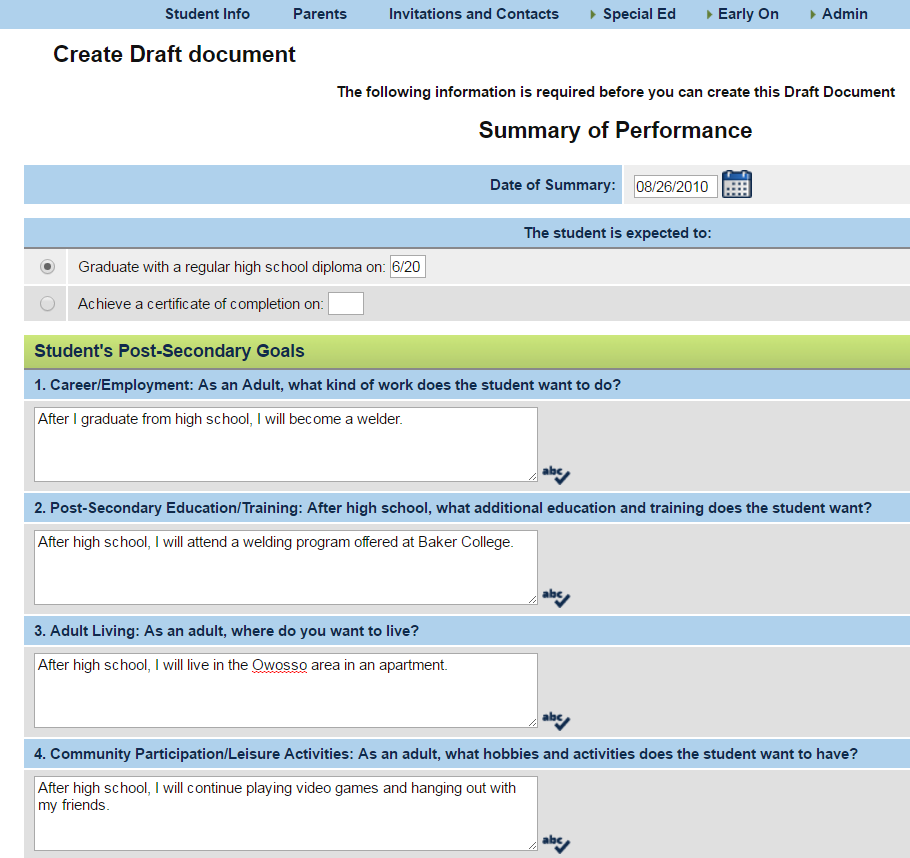 Student Info Parents Invitations and Contacts Special Ed Early On Admin
Create Draft document
The following information is required before you can create this Draft Document
Summary of Performance
Date of Summary: 08/26/2010
The student is expected to:
Graduate with a regular high school diploma on: 6/20
Achieve a certificate of completion on:
Student's Post-Secondary Goals
1. Career/Employment: As an Adult, what kind of work does the student want to do?
After I graduate from high school, I will become a welder.
abc
2. Post-Secondary Education/Training: After high school, what additional education and training does the student want?
After high school, I will attend a welding program offered at Baker College.
abc
3. Adult Living: As an adult, where do you want to live?
After high school, I will live in the Owosso area in an apartment.
abc
4. Community Participation/Leisure Activities: As an adult, what hobbies and activities does the student want to have?
After high school, I will continue playing video games and hanging out with
my friends.
abc